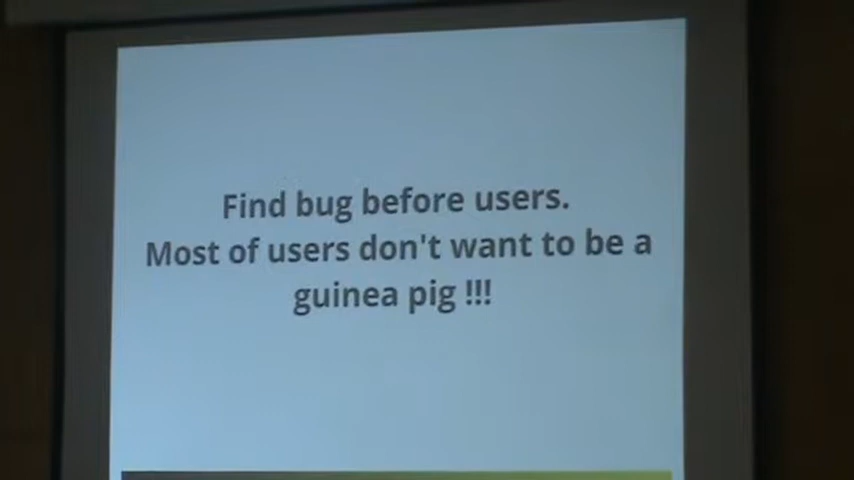 Find bug before users.
Most of users don't want to be a
guinea pig !!!